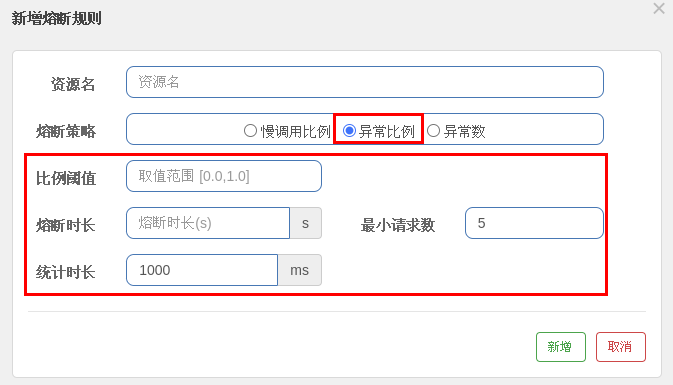 新增熔断规则
资源名 资源名
熔断策略 慢调用比例 异常比例 异常数
比例阈值 取值范围 [0.0,1.0]
熔断时长 熔断时长(s) s 最小请求数 5
统计时长 1000 ms
新增 取消